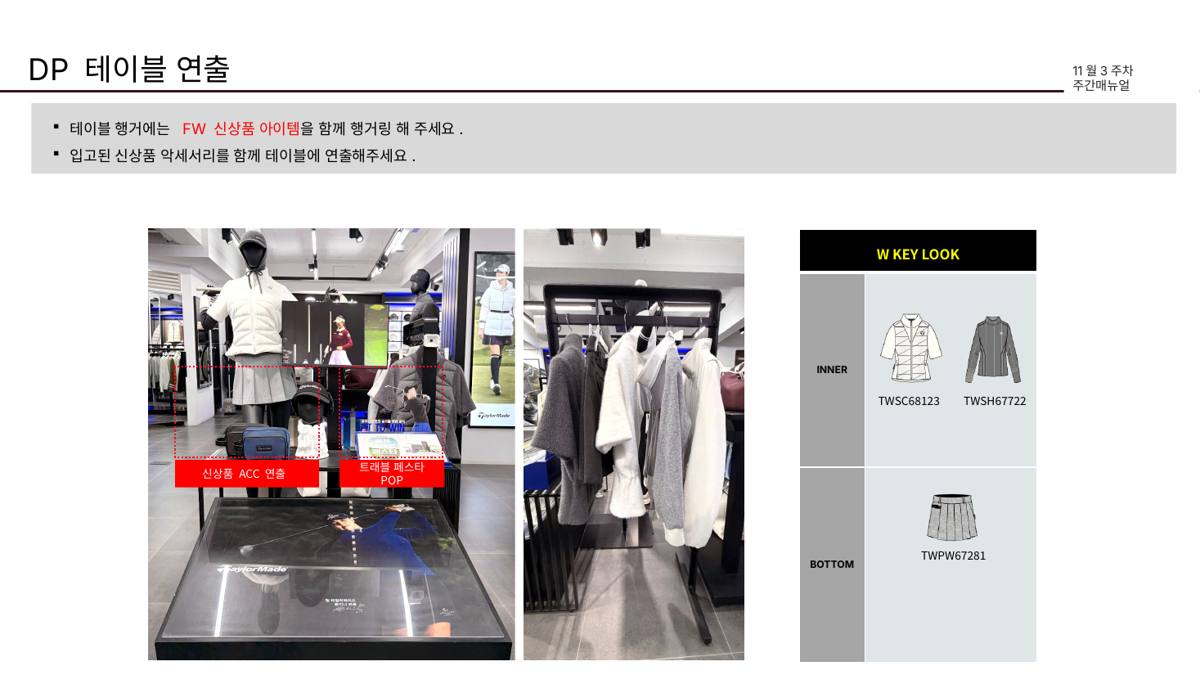 DP 테이블 연출
11 월 3 주차
주간매뉴얼
▪ 테이블 행거에는 FW 신상품 아이템을 함께 행거링 해 주세요 .
▪ 입고된 신상품 악세서리를 함께 테이블에 연출해주세요 .
W KEY LOOK
INNER
TWSC68123 TWSH67722
BOTTOM
TWPW67281
TaylorMade
신상품 ACC 연출
트래블 페스타
POP
TaylorMade